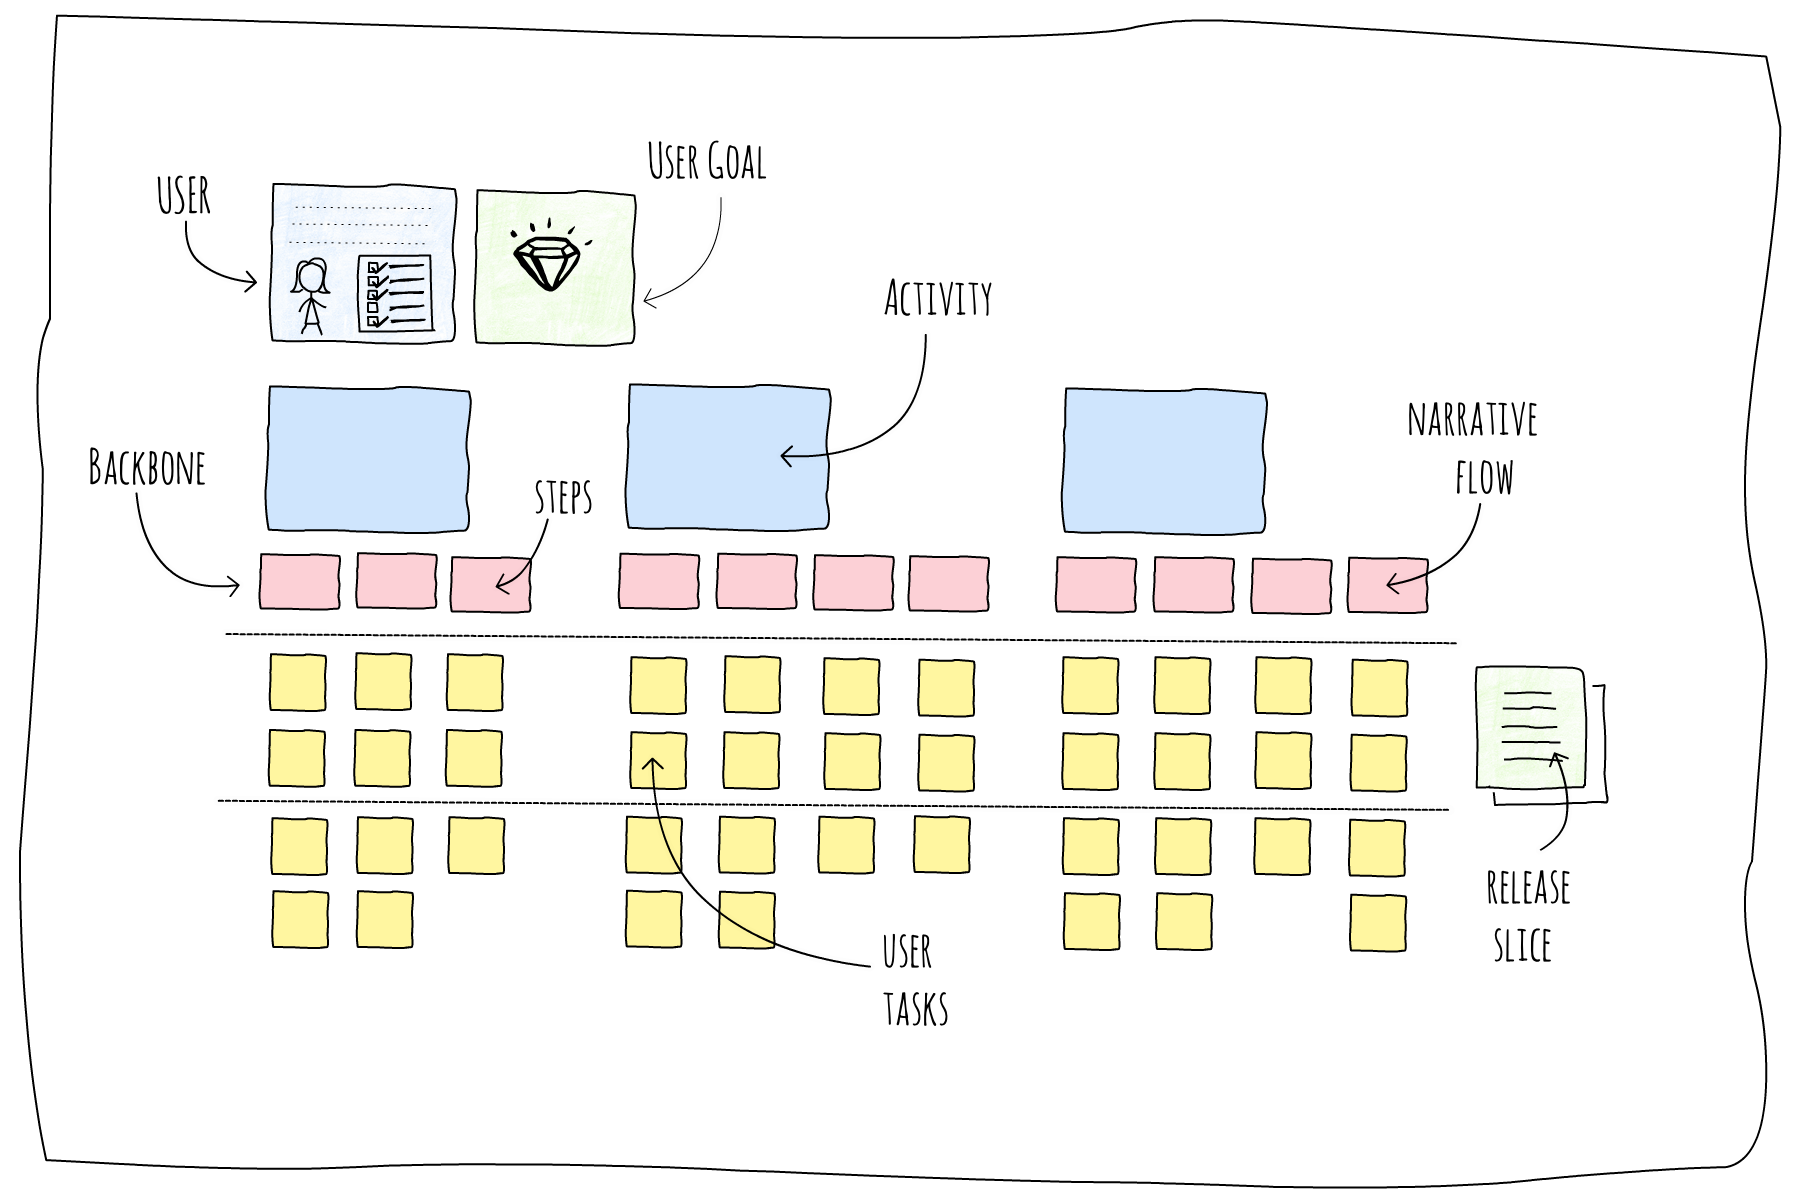 USER
USER GOAL
ACTIVITY
NARRATIVE
FLOW
BACKBONE
STEPS
RELEASE
SLICE
USER
TASKS